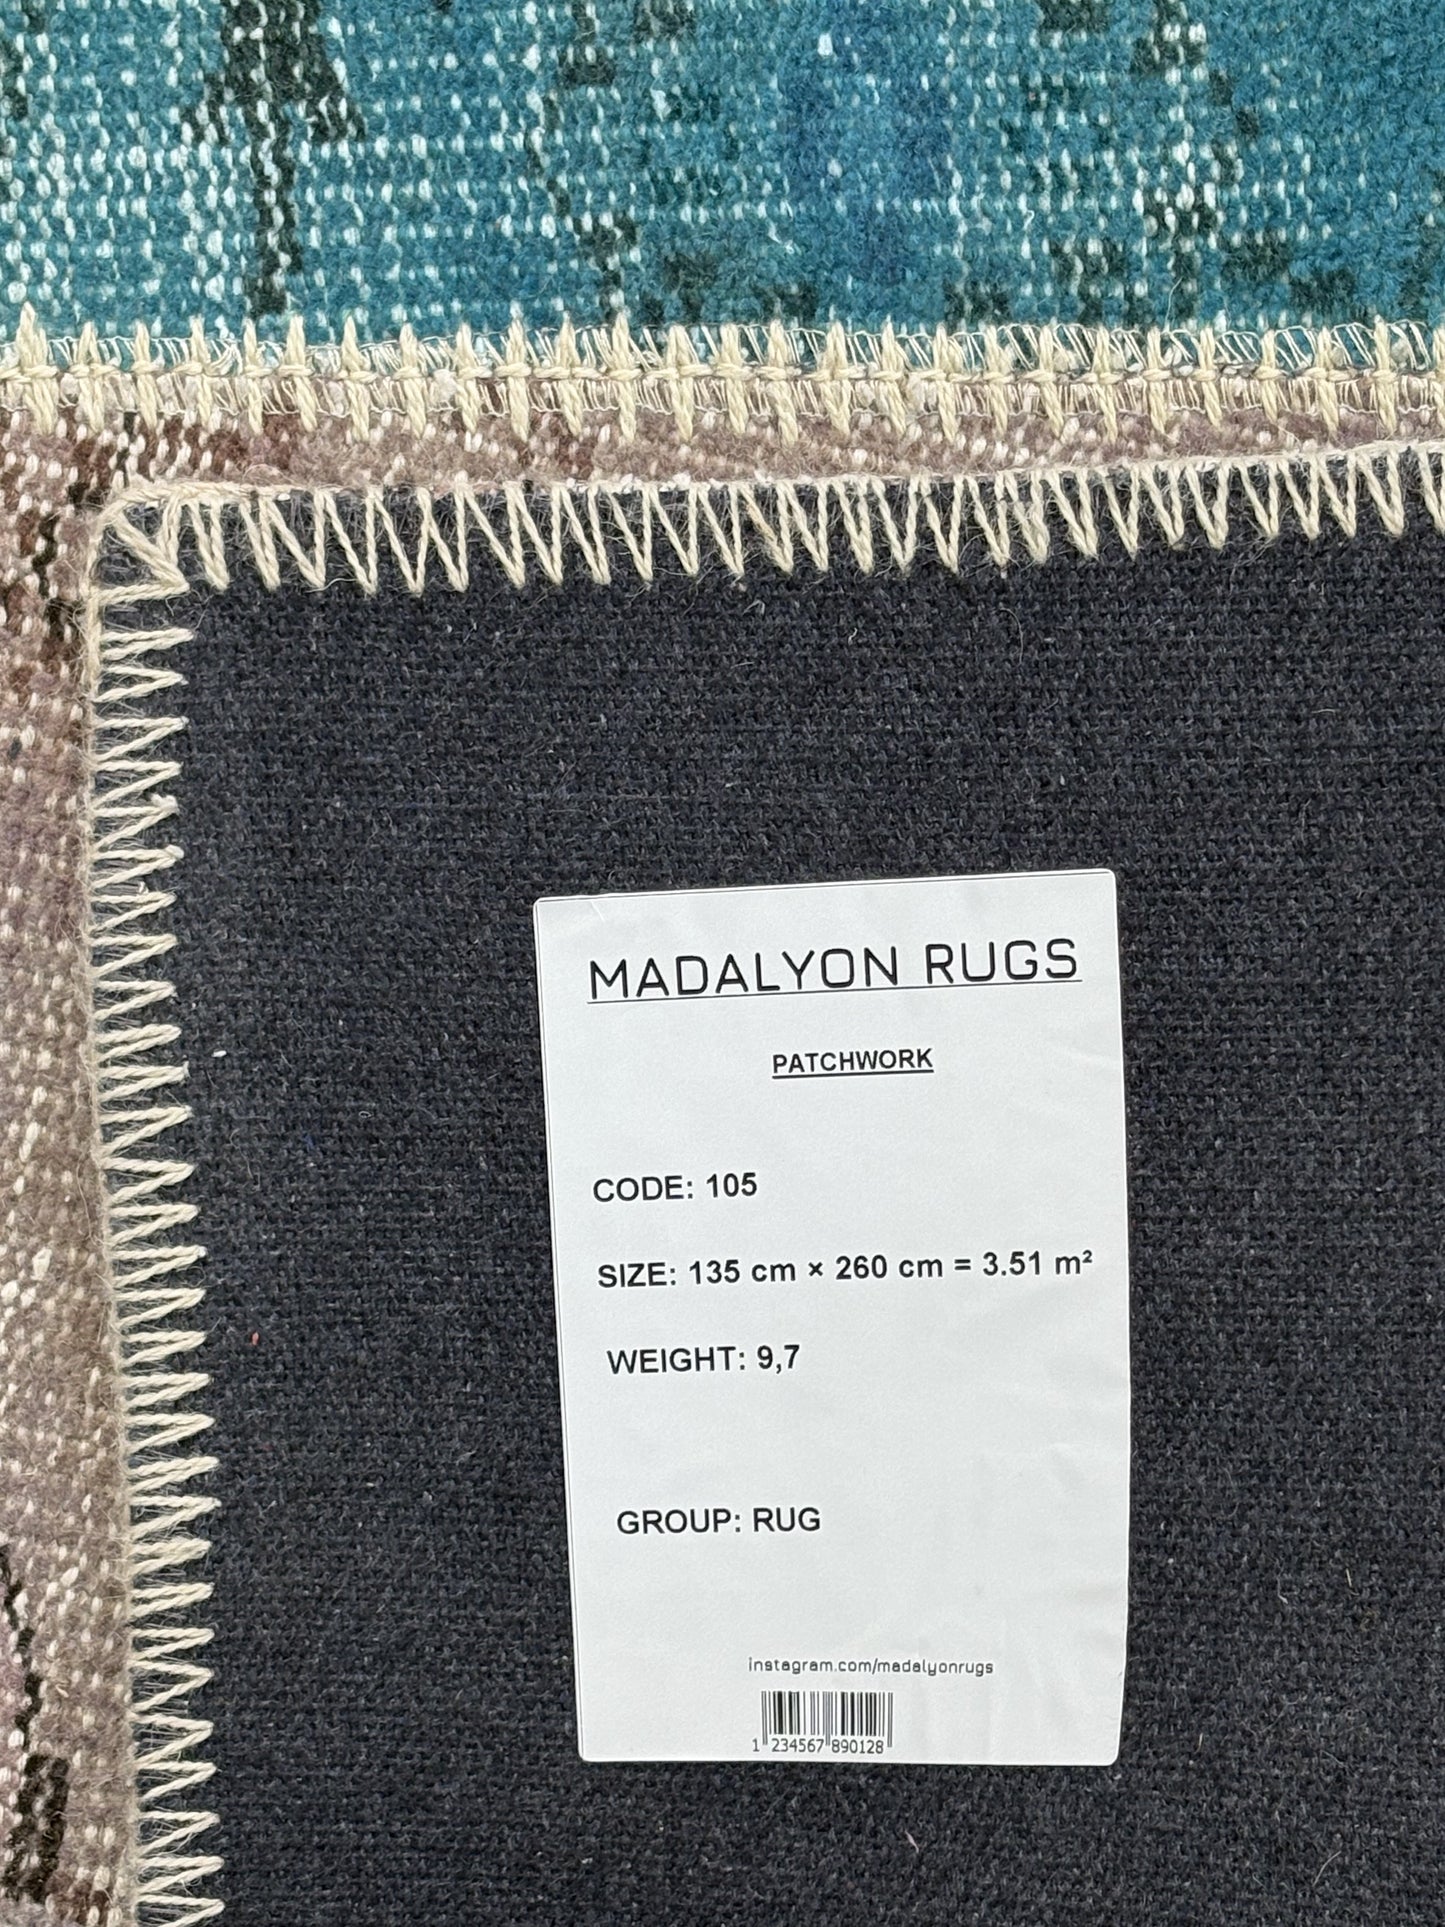 MADALYON RUGS
PATCHWORK
CODE: 105
SIZE: 135 cm × 260 cm = 3.51 m²
WEIGHT: 9,7
GROUP: RUG
instagram.com/madalyonrugs
1 234567 890128